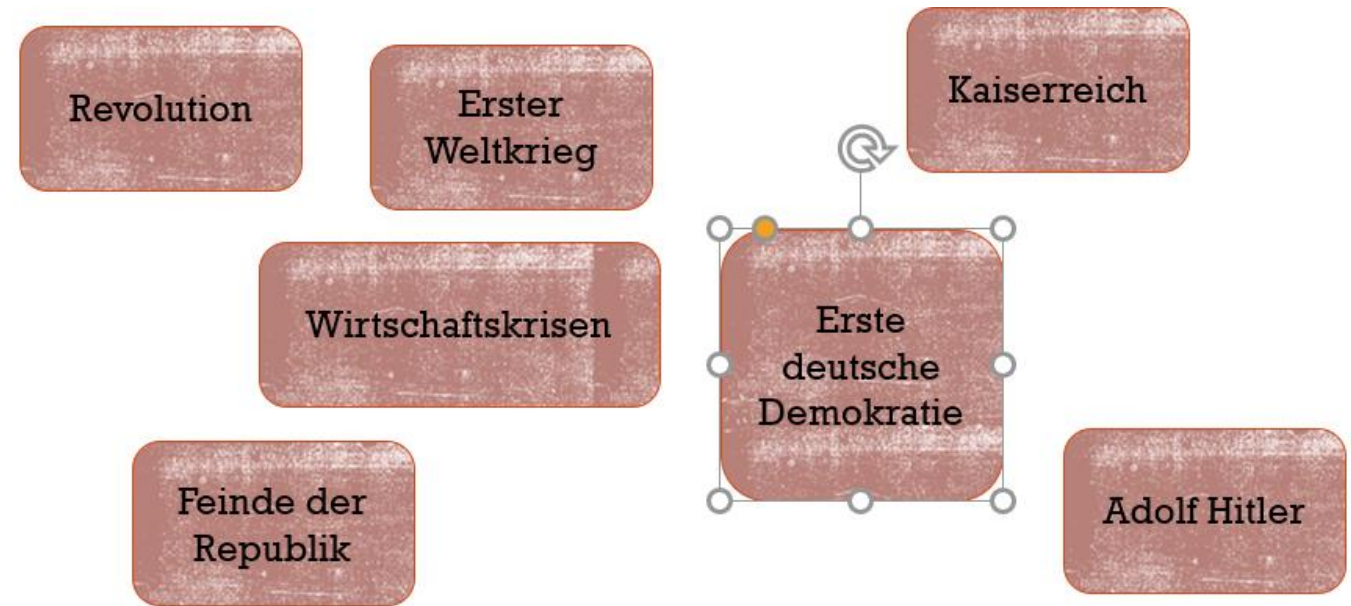 Revolution
Erster
Weltkrieg
Kaiserreich
Wirtschaftskrisen
Erste
deutsche
Demokratie
Feinde der
Republik
Adolf Hitler